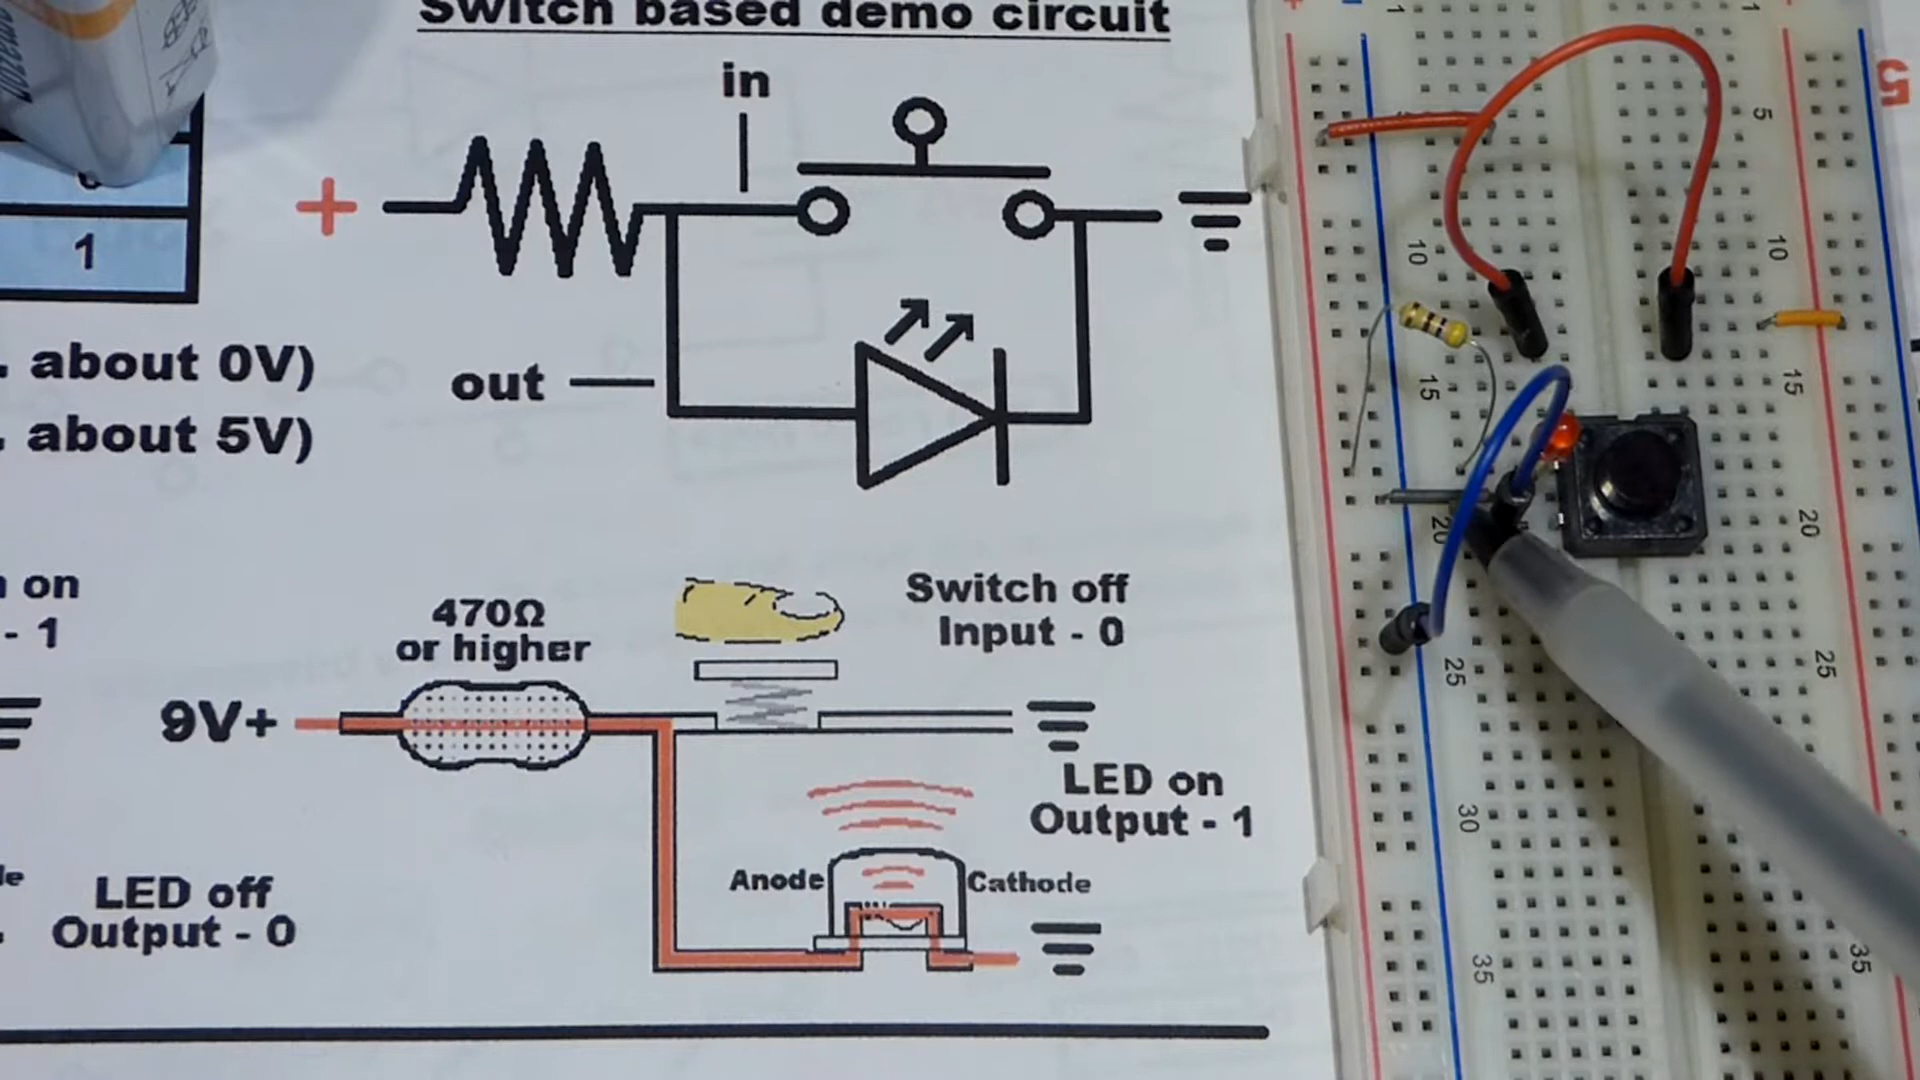 Switch based demo circuit
in
+
1
about 0V)
about 5V)
out
on
- 1
470Ω
or higher
Switch off
Input - 0
9V+
LED on
Output - 1
Anode
Cathode
LED off
Output - 0
+
1
1
5
5
10
10
15
15
20
20
25
25
30
35
35